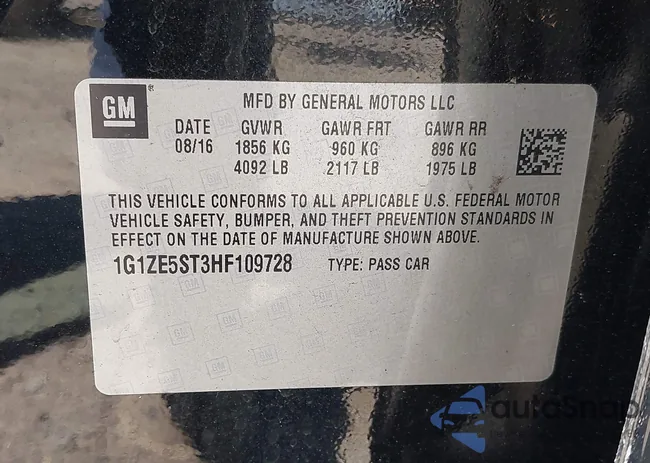 GM
MFD BY GENERAL MOTORS LLC
DATE GVWR GAWR FRT GAWR RR
08/16 1856 KG 960 KG 896 KG
4092 LB 2117 LB 1975 LB
THIS VEHICLE CONFORMS TO ALL APPLICABLE U.S. FEDERAL MOTOR
VEHICLE SAFETY, BUMPER, AND THEFT PREVENTION STANDARDS IN
EFFECT ON THE DATE OF MANUFACTURE SHOWN ABOVE.
1G1ZE5ST3HF109728 TYPE: PASS CAR
autoSnap